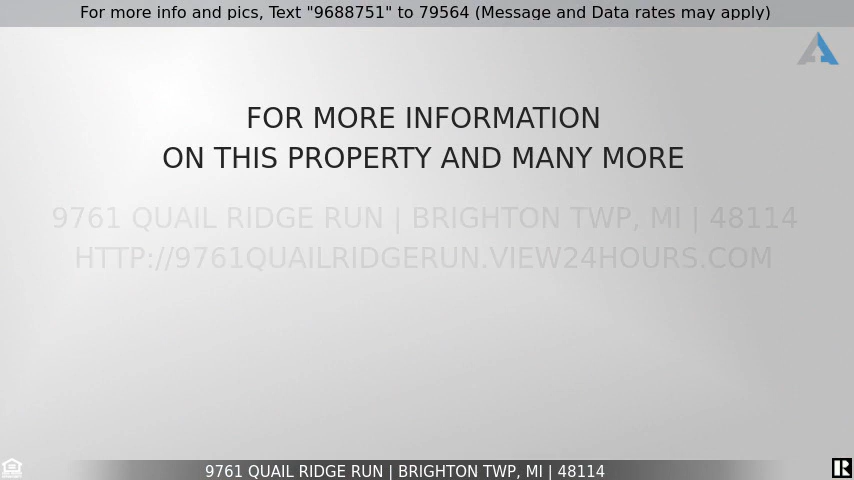 For more info and pics, Text "9688751" to 79564 (Message and Data rates may apply)
FOR MORE INFORMATION
ON THIS PROPERTY AND MANY MORE
9761 QUAIL RIDGE RUN | BRIGHTON TWP, MI | 48114
HTTP://9761QUAILRIDGERUN.VIEW24HOURS.COM
9761 QUAIL RIDGE RUN | BRIGHTON TWP, MI | 48114